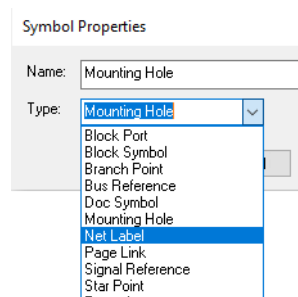 Symbol Properties
Name: Mounting Hole
Type: Mounting Hole
Block Port
Block Symbol
Branch Point
Bus Reference
Doc Symbol
Mounting Hole
Net Label
Page Link
Signal Reference
Star Point